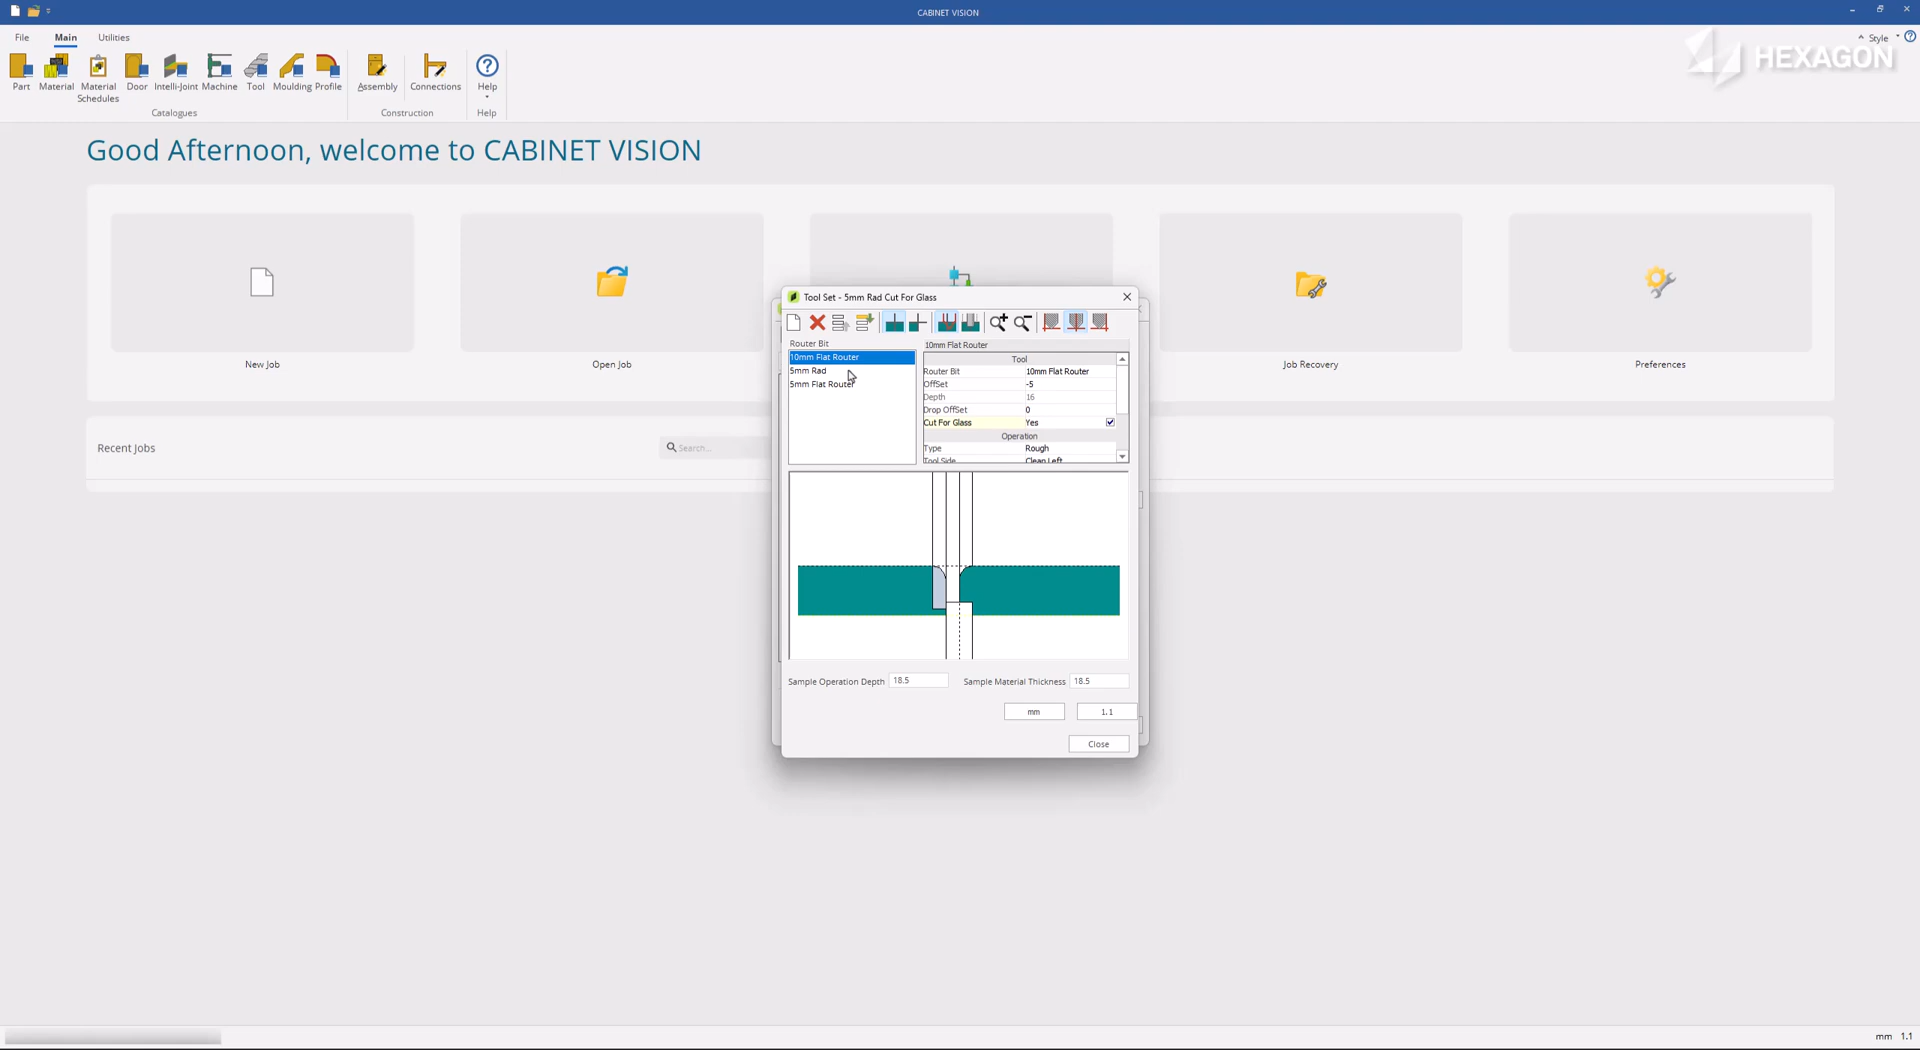 CABINET VISION
File Main Utilities
Style
HEXAGON
Part Material Material Schedules Door Intelli-Joint Machine Tool Moulding Profile Assembly Connections Help
Catalogues Construction Help
Good Afternoon, welcome to CABINET VISION
New Job Open Job Job Recovery Preferences
Recent Jobs
Search...
Tool Set - 5mm Rad Cut For Glass
Router Bit
10mm Flat Router
5mm Rad
5mm Flat Router
10mm Flat Router
Tool
Router Bit 10mm Flat Router
OffSet -5
Depth 16
Drop OffSet 0
Cut For Glass Yes
Operation
Type Rough
Tool Side Clean Left
Sample Operation Depth 18.5 Sample Material Thickness 18.5
mm 1.1
Close
mm 1.1